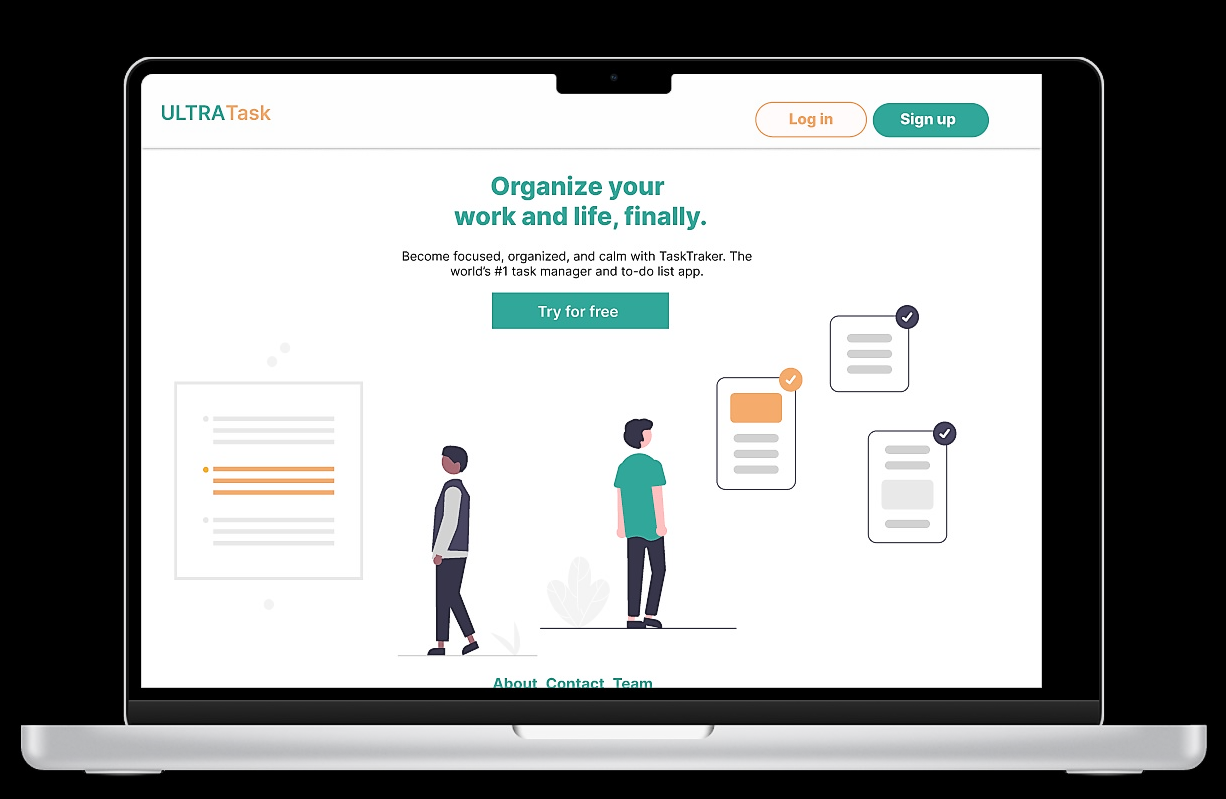 ULTRATask
Log in
Sign up
Organize your
work and life, finally.
Become focused, organized, and calm with TaskTraker. The
world's #1 task manager and to-do list app.
Try for free
About Contact Team